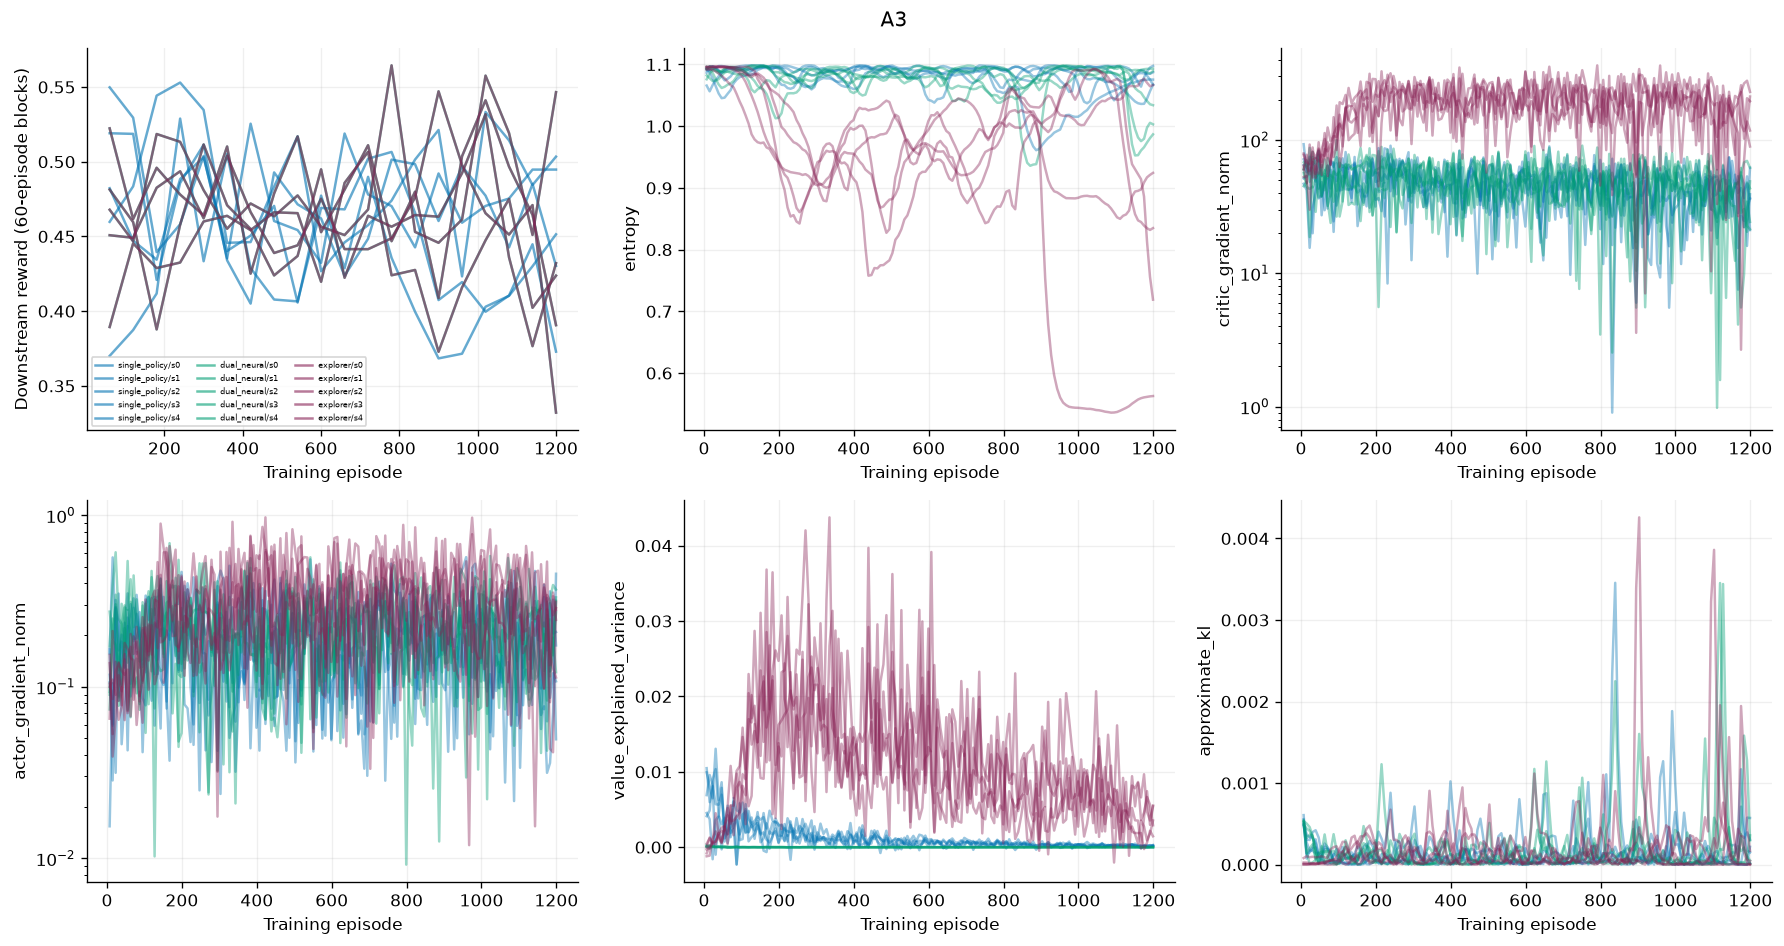 A3
Downstream reward (60-episode blocks)
0.55
0.50
0.45
0.40
0.35
single_policy/s0 dual_neural/s0 explorer/s0
single_policy/s1 dual_neural/s1 explorer/s1
single_policy/s2 dual_neural/s2 explorer/s2
single_policy/s3 dual_neural/s3 explorer/s3
single_policy/s4 dual_neural/s4 explorer/s4
200 400 600 800 1000 1200
Training episode
entropy
1.1
1.0
0.9
0.8
0.7
0.6
0 200 400 600 800 1000 1200
Training episode
critic_gradient_norm
10²
10¹
10⁰
0 200 400 600 800 1000 1200
Training episode
actor_gradient_norm
10⁰
10⁻¹
10⁻²
0 200 400 600 800 1000 1200
Training episode
value_explained_variance
0.04
0.03
0.02
0.01
0.00
0 200 400 600 800 1000 1200
Training episode
approximate_kl
0.004
0.003
0.002
0.001
0.000
0 200 400 600 800 1000 1200
Training episode